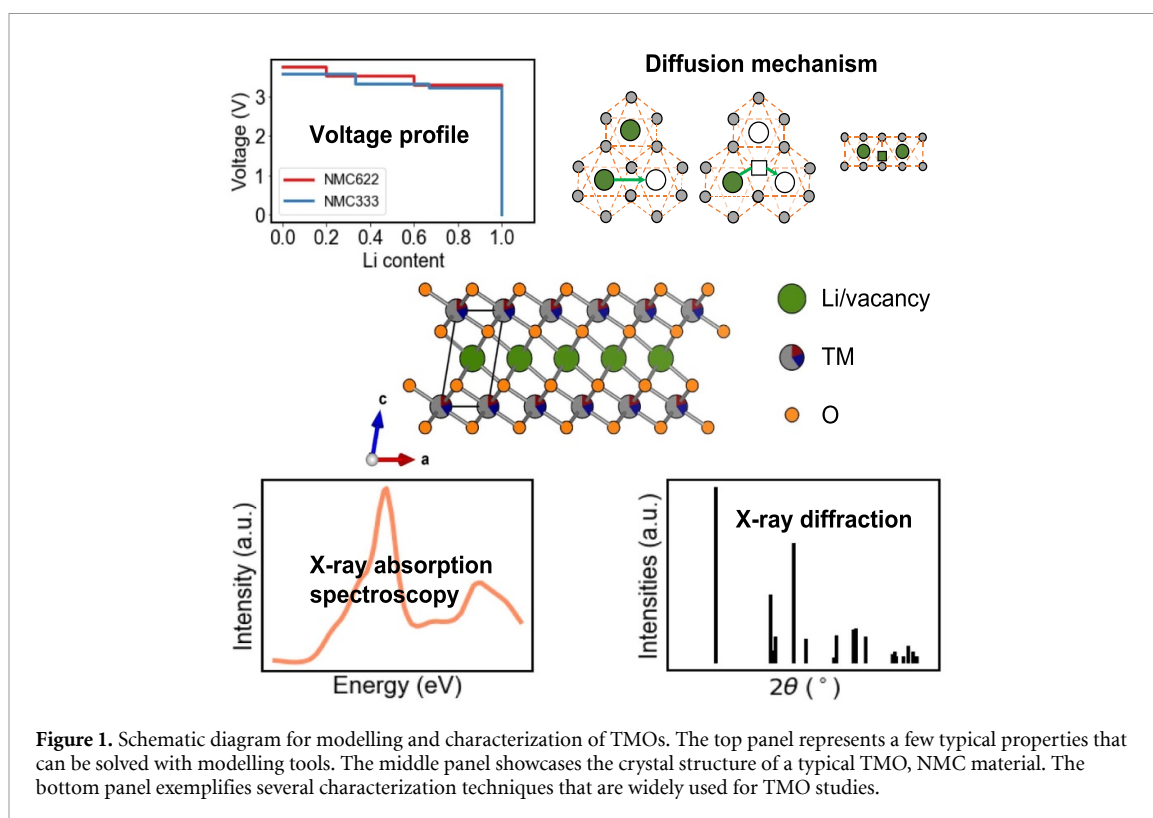 Diffusion mechanism
Voltage (V)
3
2
1
0
Voltage profile
NMC622
NMC333
0.0 0.2 0.4 0.6 0.8 1.0
Li content
Li/vacancy
TM
O
c
a
Intensity (a.u.)
X-ray absorption
spectroscopy
Energy (eV)
Intensities (a.u.)
X-ray diffraction
2θ (°)
Figure 1. Schematic diagram for modelling and characterization of TMOs. The top panel represents a few typical properties that
can be solved with modelling tools. The middle panel showcases the crystal structure of a typical TMO, NMC material. The
bottom panel exemplifies several characterization techniques that are widely used for TMO studies.